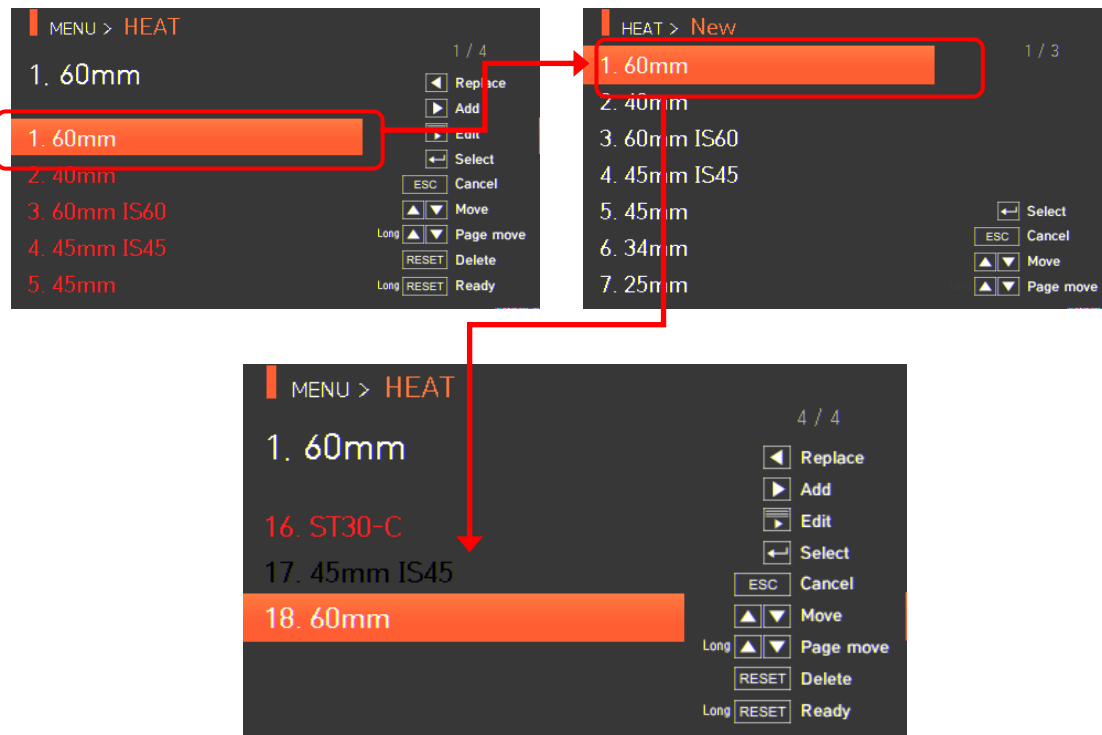 MENU > HEAT
1 / 4
1. 60mm
Replace
Add
1. 60mm
Edit
Select
2. 40mm
ESC Cancel
3. 60mm IS60
Move
Long Page move
4. 45mm IS45
RESET Delete
5. 45mm
Long RESET Ready
HEAT > New
1 / 3
1. 60mm
2. 40mm
3. 60mm IS60
4. 45mm IS45
5. 45mm
Select
ESC Cancel
6. 34mm
Move
7. 25mm
Long Page move
MENU > HEAT
4 / 4
1. 60mm
Replace
Add
16. ST30-C
Edit
Select
17. 45mm IS45
ESC Cancel
18. 60mm
Move
Long Page move
RESET Delete
Long RESET Ready